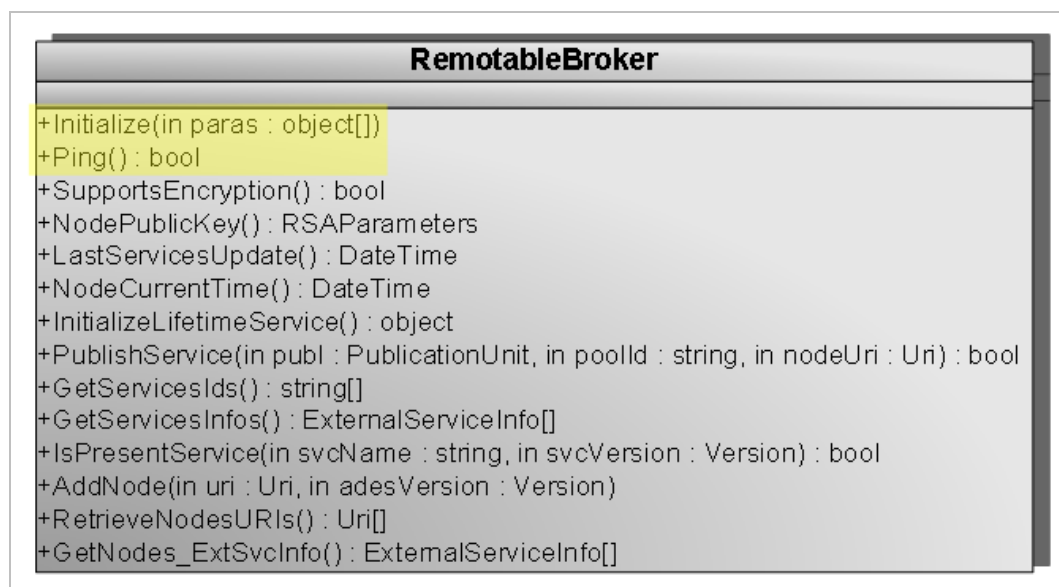 RemotableBroker
+Initialize(in paras : object[])
+Ping() : bool
+SupportsEncryption() : bool
+NodePublicKey() : RSAParameters
+LastServicesUpdate() : DateTime
+NodeCurrentTime() : DateTime
+InitializeLifetimeService() : object
+PublishService(in publ : PublicationUnit, in poolId : string, in nodeUri : Uri) : bool
+GetServicesIds() : string[]
+GetServicesInfos() : ExternalServiceInfo[]
+IsPresentService(in svcName : string, in svcVersion : Version) : bool
+AddNode(in uri : Uri, in adesVersion : Version)
+RetrieveNodesURIs() : Uri[]
+GetNodes_ExtSvcInfo() : ExternalServiceInfo[]